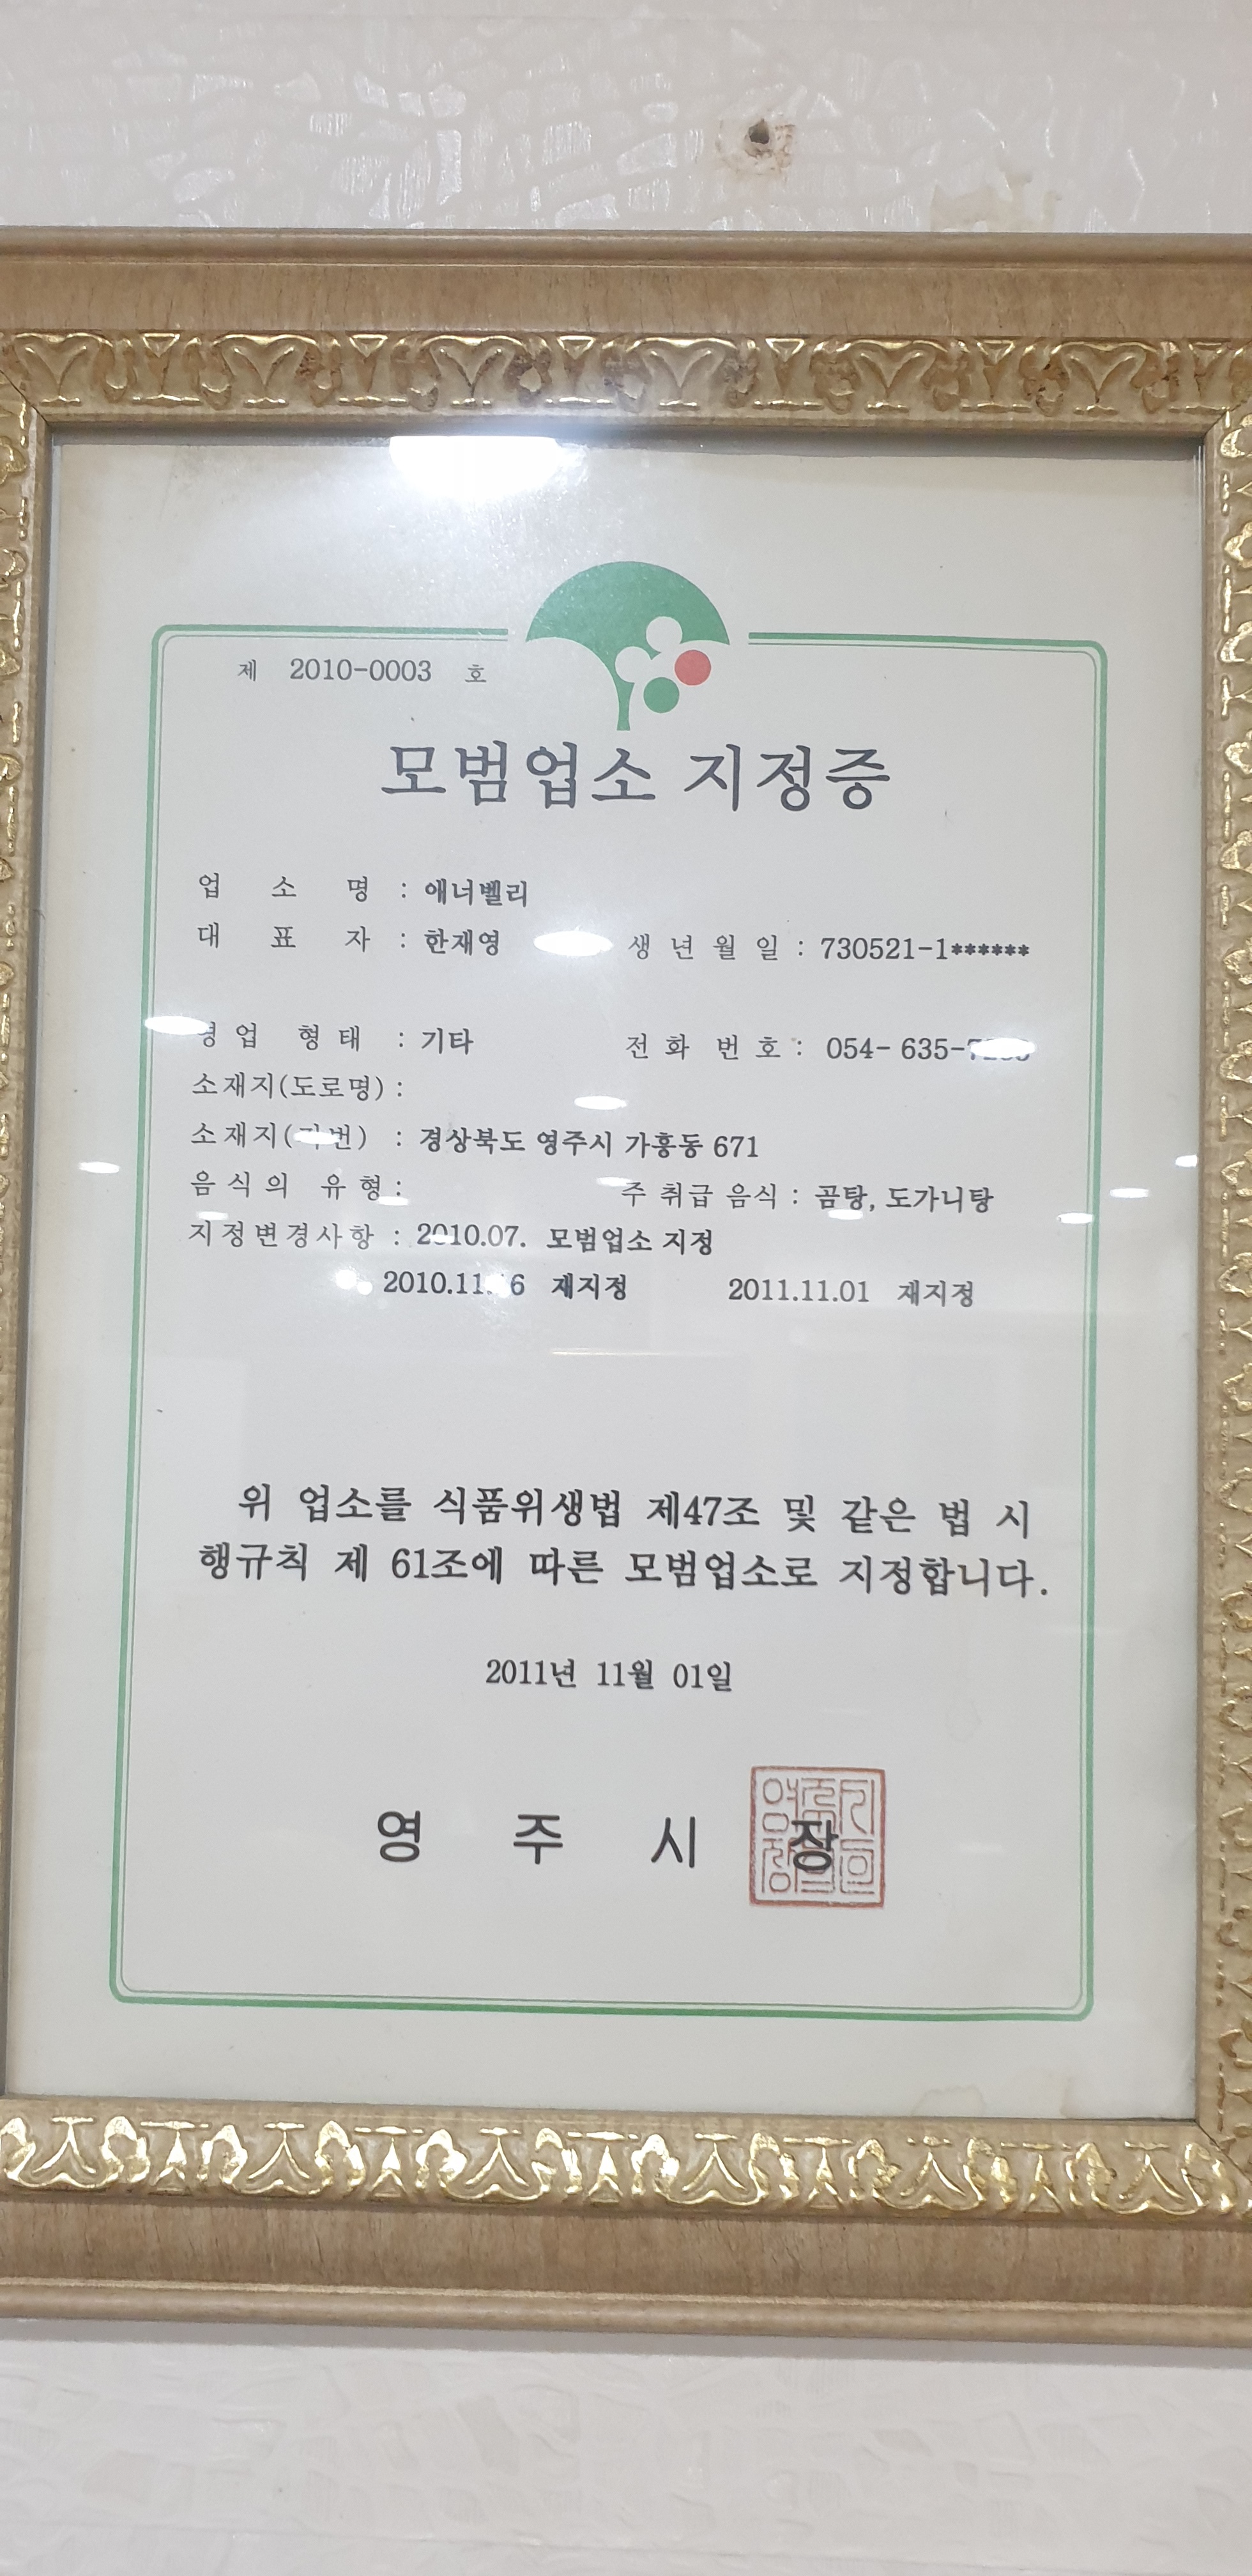 제 2010-0003 호
모범업소 지정증
업 소 명 : 애너벨리
대 표 자 : 한재영 생 년 월 일 : 730521-1******
영 업 형 태 : 기타 전 화 번 호 : 054- 635-
소재지(도로명) :
소재지(지번) : 경상북도 영주시 가흥동 671
음 식 의 유 형 : 주 취급 음식 : 곰탕, 도가니탕
지정변경사항 : 2010.07. 모범업소 지정
재지정 2011.11.01 재지정
위 업소를 식품위생법 제47조 및 같은 법 시
행규칙 제 61조에 따른 모범업소로 지정합니다.
2011년 11월 01일
영 주 시 장